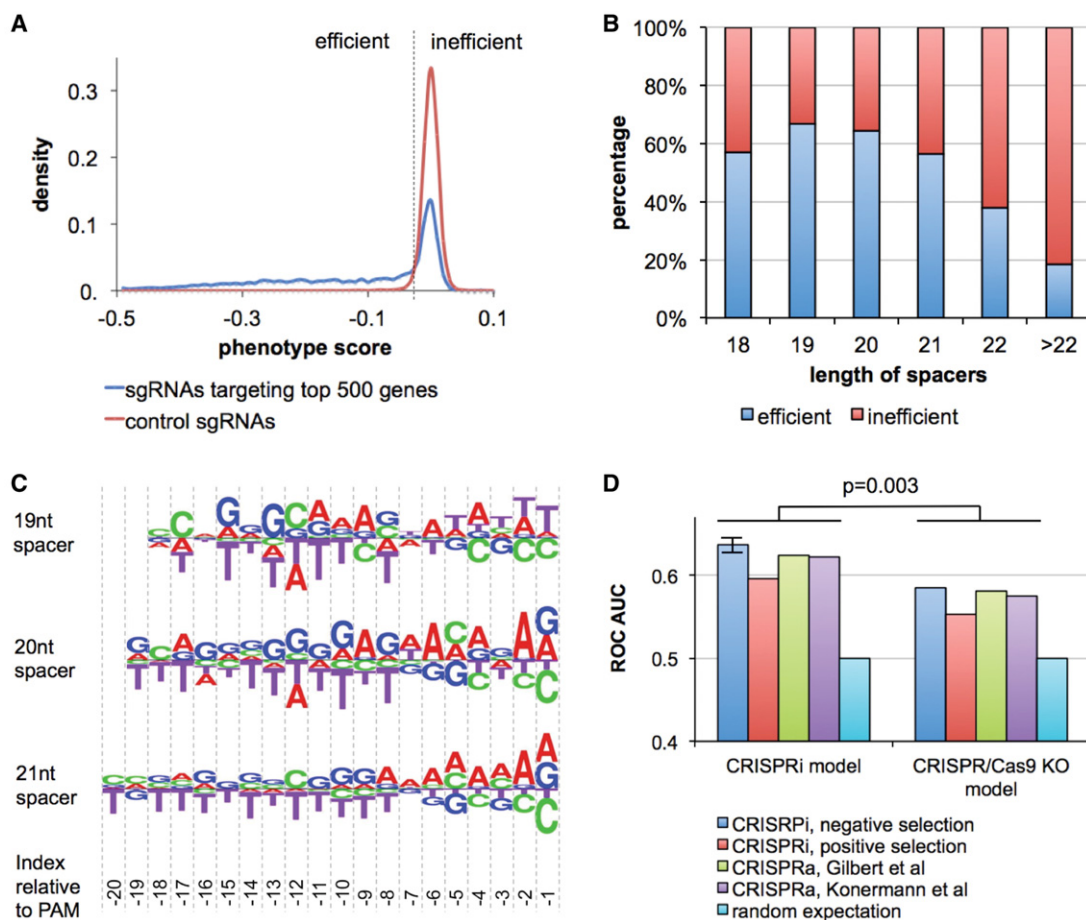 A
efficient
inefficient
0.3
0.2
0.1
0.
density
-0.5
-0.3
-0.1
0.1
phenotype score
sgRNAs targeting top 500 genes
control sgRNAs
B
100%
80%
60%
40%
20%
0%
percentage
18
19
20
21
22
>22
length of spacers
efficient
inefficient
C
19nt
spacer
20nt
spacer
21nt
spacer
Index
relative
to PAM
-20
-19
-18
-17
-16
-15
-14
-13
-12
-11
-10
-9
-8
-7
-6
-5
-4
-3
-2
-1
D
p=0.003
ROC AUC
0.6
0.5
0.4
CRISPRi model
CRISPR/Cas9 KO
model
CRISRPi, negative selection
CRISPRi, positive selection
CRISPRa, Gilbert et al
CRISPRa, Konermann et al
random expectation